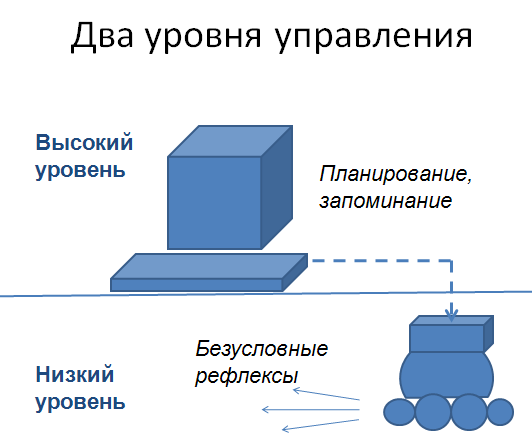 Два уровня управления
Высокий
уровень
Планирование,
запоминание
Безусловные
рефлексы
Низкий
уровень